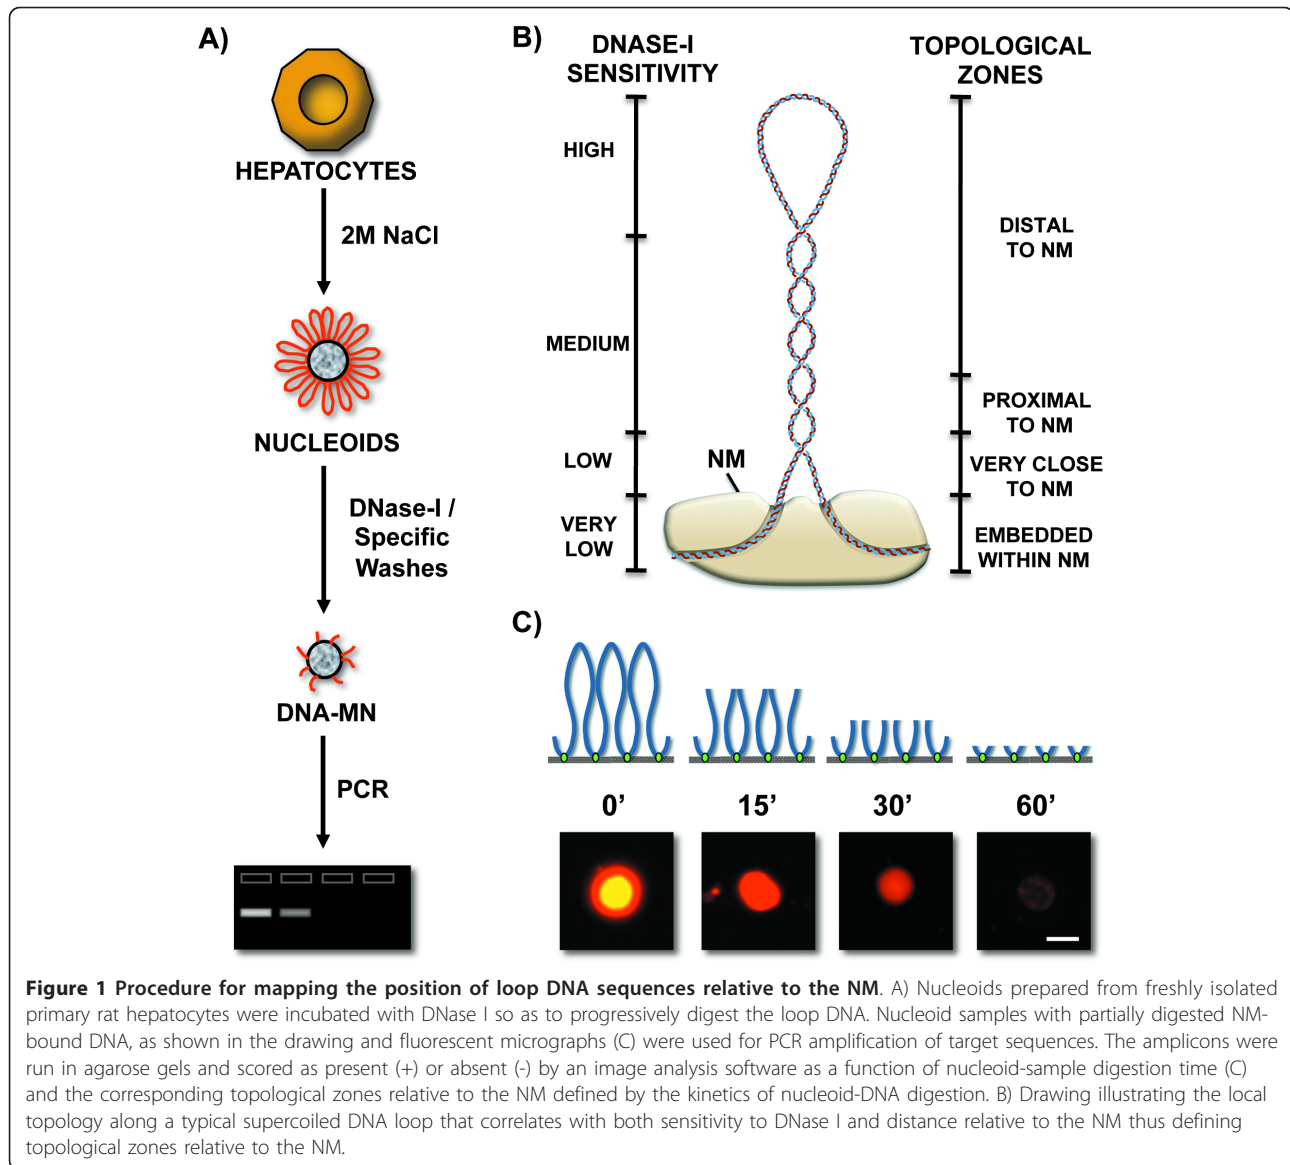 A)
HEPATOCYTES
2M NaCl
NUCLEOIDS
DNase-I /
Specific
Washes
DNA-MN
PCR
B)
DNASE-I
SENSITIVITY
TOPOLOGICAL
ZONES
HIGH
MEDIUM
LOW
VERY
LOW
NM
DISTAL
TO NM
PROXIMAL
TO NM
VERY CLOSE
TO NM
EMBEDDED
WITHIN NM
C)
0’ 15’ 30’ 60’
Figure 1 Procedure for mapping the position of loop DNA sequences relative to the NM. A) Nucleoids prepared from freshly isolated
primary rat hepatocytes were incubated with DNase I so as to progressively digest the loop DNA. Nucleoid samples with partially digested NM-
bound DNA, as shown in the drawing and fluorescent micrographs (C) were used for PCR amplification of target sequences. The amplicons were
run in agarose gels and scored as present (+) or absent (-) by an image analysis software as a function of nucleoid-sample digestion time (C)
and the corresponding topological zones relative to the NM defined by the kinetics of nucleoid-DNA digestion. B) Drawing illustrating the local
topology along a typical supercoiled DNA loop that correlates with both sensitivity to DNase I and distance relative to the NM thus defining
topological zones relative to the NM.